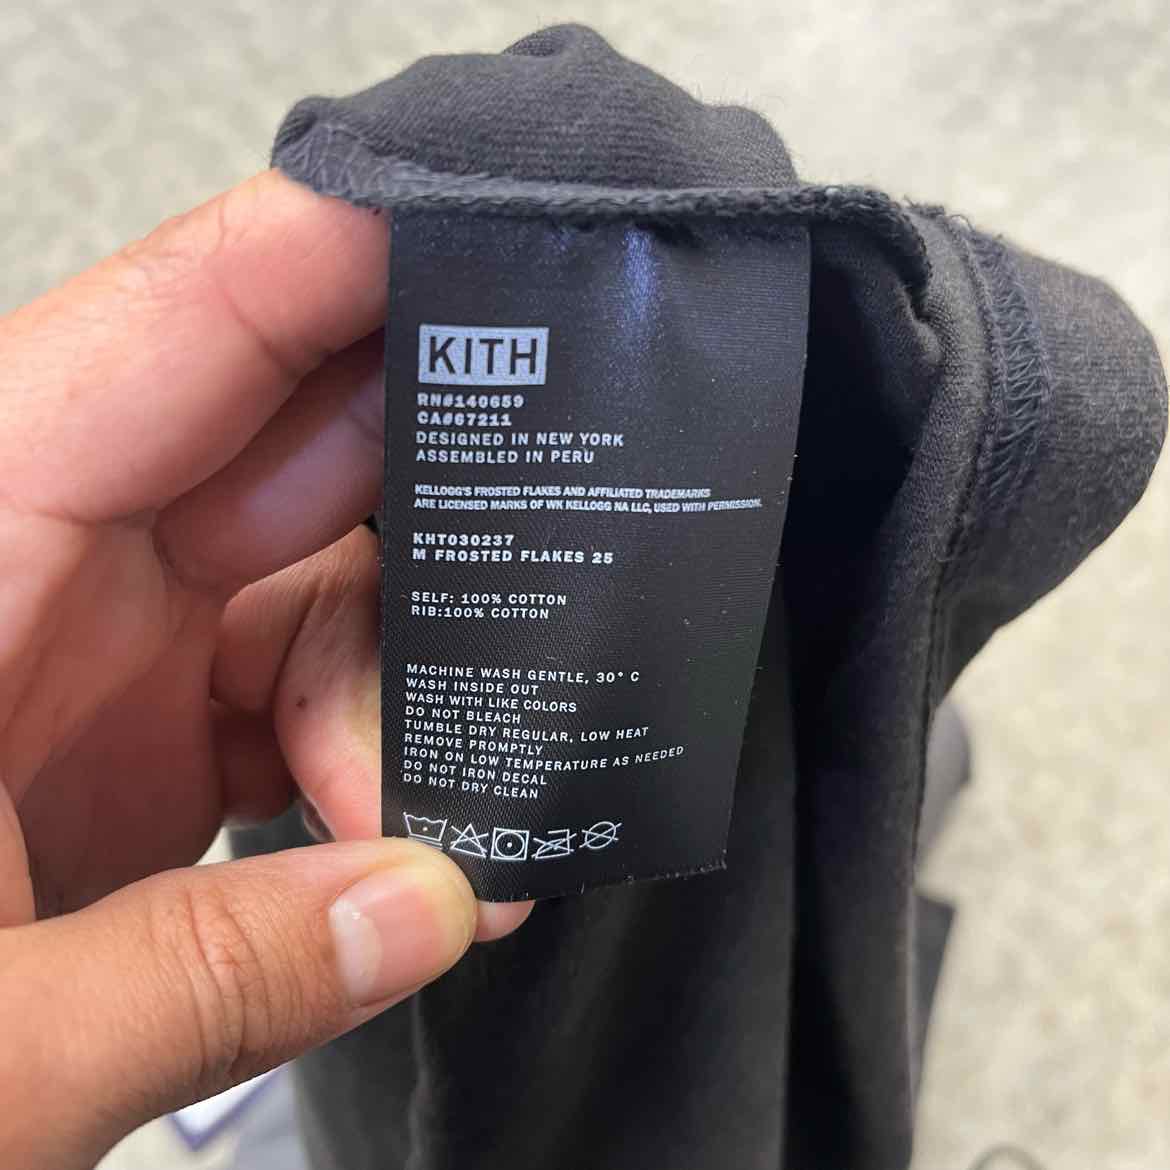 KITH
RN#140659
CA#67211
DESIGNED IN NEW YORK
ASSEMBLED IN PERU
KELLOGG'S FROSTED FLAKES AND AFFILIATED TRADEMARKS
ARE LICENSED MARKS OF WK KELLOGG NA LLC, USED WITH PERMISSION.
KHT030237
M FROSTED FLAKES 25
SELF: 100% COTTON
RIB:100% COTTON
MACHINE WASH GENTLE, 30° C
WASH INSIDE OUT
WASH WITH LIKE COLORS
DO NOT BLEACH
TUMBLE DRY REGULAR, LOW HEAT
REMOVE PROMPTLY
IRON ON LOW TEMPERATURE AS NEEDED
DO NOT IRON DECAL
DO NOT DRY CLEAN